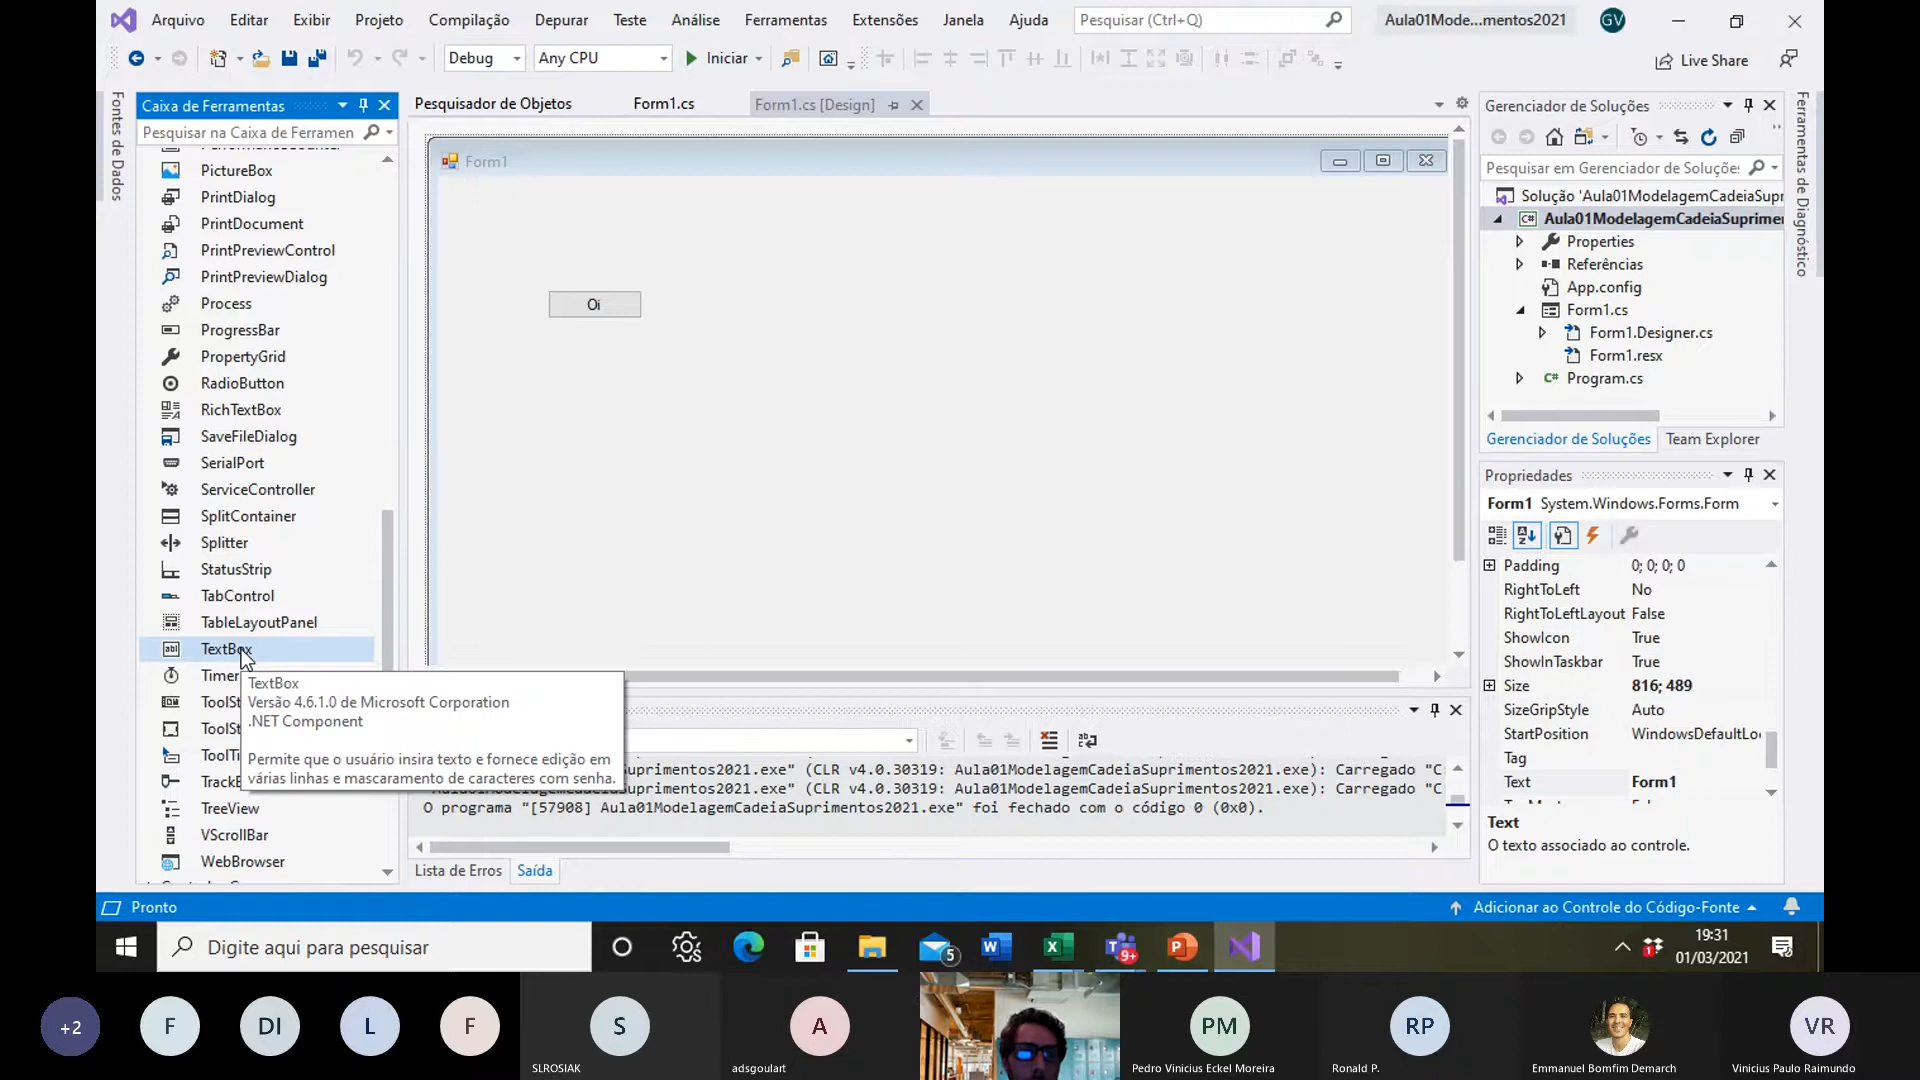 Arquivo Editar Exibir Projeto Compilação Depurar Teste Análise Ferramentas Extensões Janela Ajuda Pesquisar (Ctrl+Q) Aula01Mode...mentos2021 GV
Debug Any CPU Iniciar Live Share
Fontes de Dados
Caixa de Ferramentas
Pesquisar na Caixa de Ferramen
PictureBox
PrintDialog
PrintDocument
PrintPreviewControl
PrintPreviewDialog
Process
ProgressBar
PropertyGrid
RadioButton
RichTextBox
SaveFileDialog
SerialPort
ServiceController
SplitContainer
Splitter
StatusStrip
TabControl
TableLayoutPanel
TextBox
Timer
ToolSt
ToolSt
ToolTi
TrackB
TreeView
VScrollBar
WebBrowser
TextBox
Versão 4.6.1.0 de Microsoft Corporation
.NET Component
Permite que o usuário insira texto e fornece edição em
várias linhas e mascaramento de caracteres com senha.
Pesquisador de Objetos Form1.cs Form1.cs [Design]
Form1
Oi
Suprimentos2021.exe" (CLR v4.0.30319: Aula01ModelagemCadeiaSuprimentos2021.exe): Carregado "C:
Suprimentos2021.exe" (CLR v4.0.30319: Aula01ModelagemCadeiaSuprimentos2021.exe): Carregado "C:
O programa "[57908] Aula01ModelagemCadeiaSuprimentos2021.exe" foi fechado com o código 0 (0x0).
Lista de Erros Saída
Gerenciador de Soluções
Pesquisar em Gerenciador de Soluções
Solução 'Aula01ModelagemCadeiaSupr
Aula01ModelagemCadeiaSuprimen
Properties
Referências
App.config
Form1.cs
Form1.Designer.cs
Form1.resx
Program.cs
Gerenciador de Soluções Team Explorer
Propriedades
Form1 System.Windows.Forms.Form
Padding 0; 0; 0; 0
RightToLeft No
RightToLeftLayout False
ShowIcon True
ShowInTaskbar True
Size 816; 489
SizeGripStyle Auto
StartPosition WindowsDefaultLo
Tag
Text Form1
Text
O texto associado ao controle.
Ferramentas de Diagnóstico
Pronto Adicionar ao Controle do Código-Fonte
Digite aqui para pesquisar 5 9+ 1 19:31
01/03/2021
+2 F DI L F S A PM RP VR
SLROSIAK adsgoulart Pedro Vinicius Eckel Moreira Ronald P. Emmanuel Bomfim Demarch Vinicius Paulo Raimundo